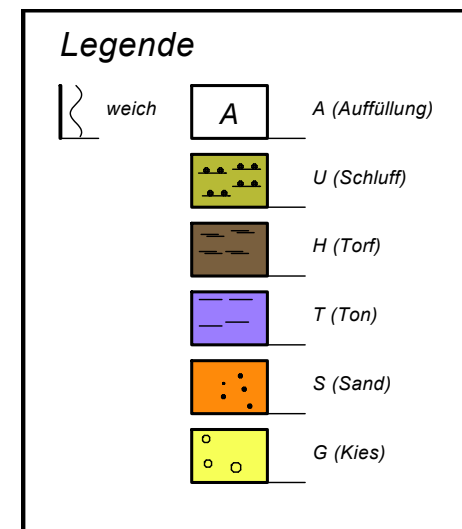 Legende
weich
A
A (Auffüllung)
U (Schluff)
H (Torf)
T (Ton)
S (Sand)
G (Kies)